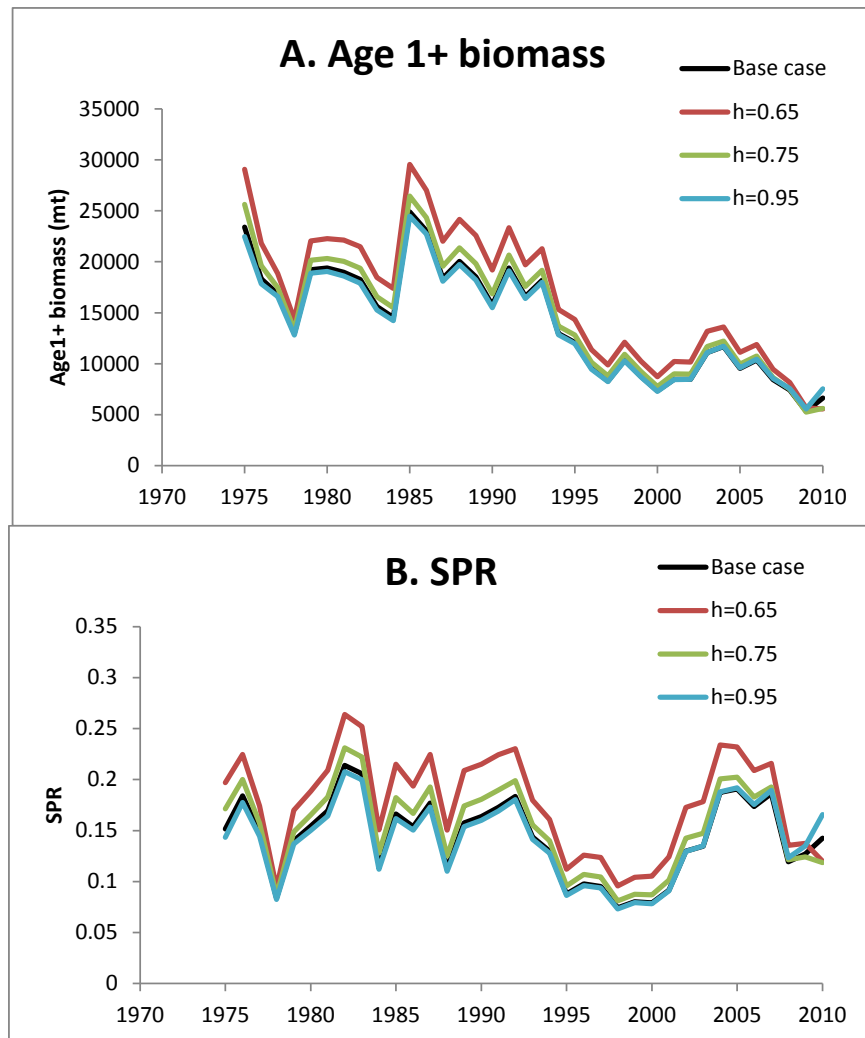 A. Age 1+ biomass
Base case
h=0.65
h=0.75
h=0.95
Age1+ biomass (mt)
35000
30000
25000
20000
15000
10000
5000
0
1970 1975 1980 1985 1990 1995 2000 2005 2010
B. SPR
Base case
h=0.65
h=0.75
h=0.95
SPR
0.35
0.3
0.25
0.2
0.15
0.1
0.05
0
1970 1975 1980 1985 1990 1995 2000 2005 2010